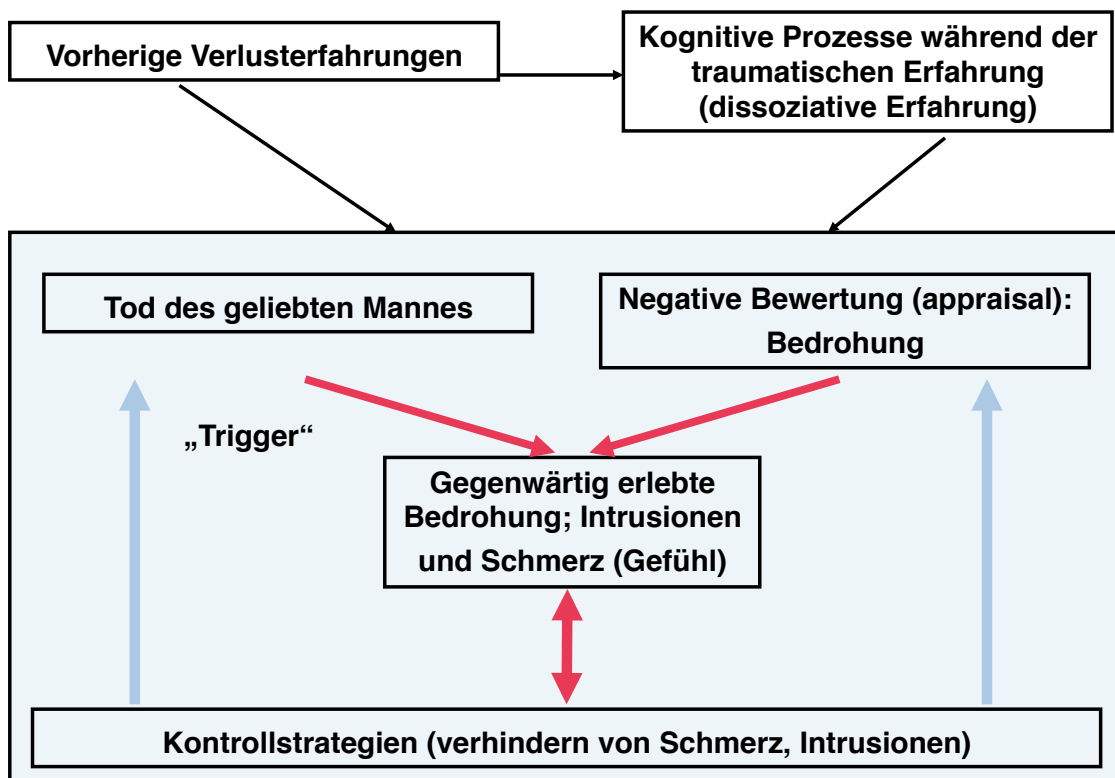 Vorherige Verlusterfahrungen
Kognitive Prozesse während der
traumatischen Erfahrung
(dissoziative Erfahrung)
Tod des geliebten Mannes
Negative Bewertung (appraisal):
Bedrohung
„Trigger“
Gegenwärtig erlebte
Bedrohung; Intrusionen
und Schmerz (Gefühl)
Kontrollstrategien (verhindern von Schmerz, Intrusionen)